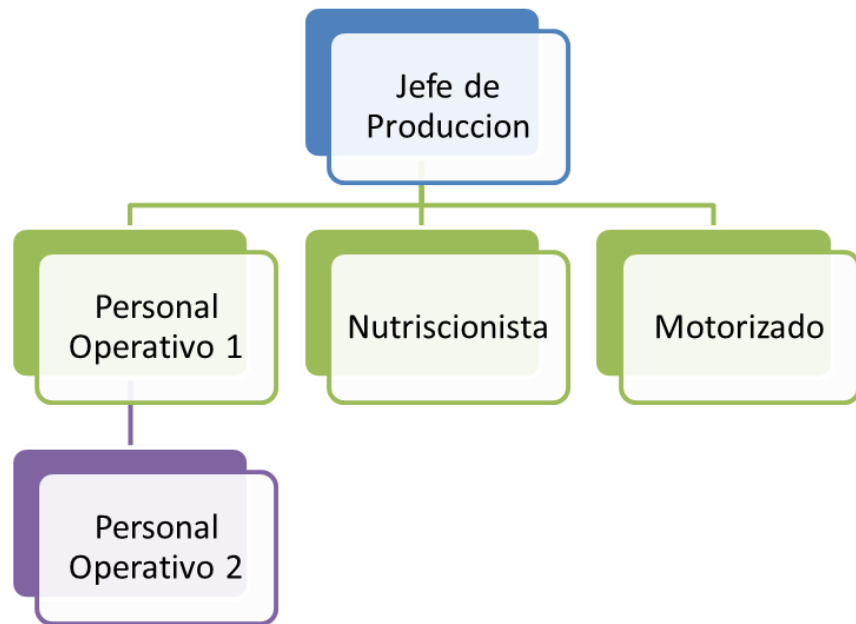 Jefe de
Produccion
Personal
Operativo 1
Nutriscionista
Motorizado
Personal
Operativo 2